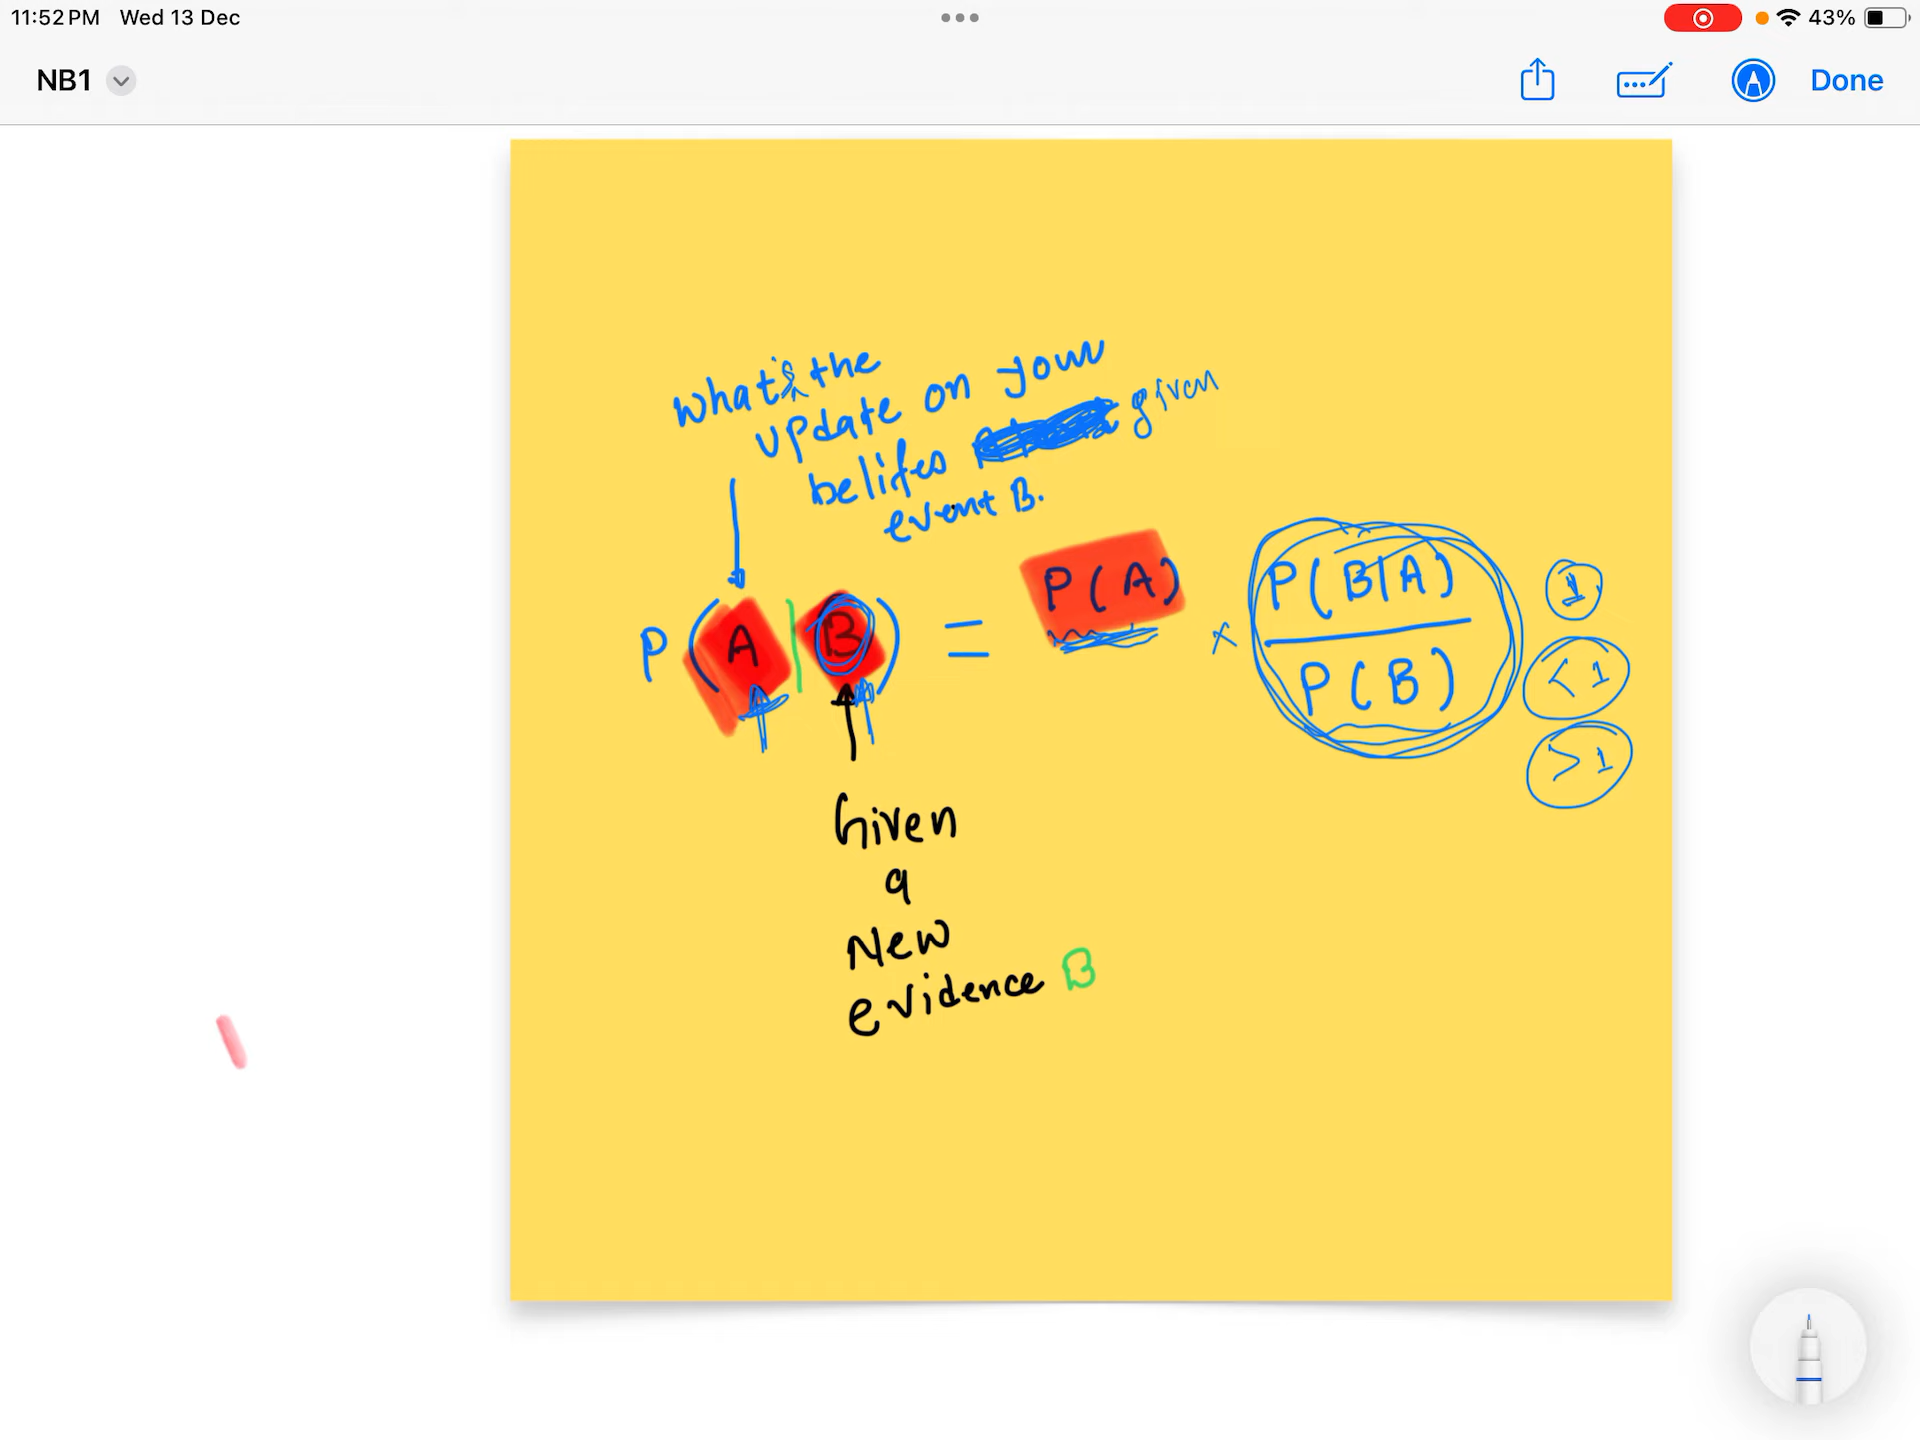 11:52 PM Wed 13 Dec
43%
NB1
Done
what's the
update on your
belifes given
event B.
P(A|B) = P(A) × P(B|A)
P(B)
1
<1
>1
Given
a
New
evidence B